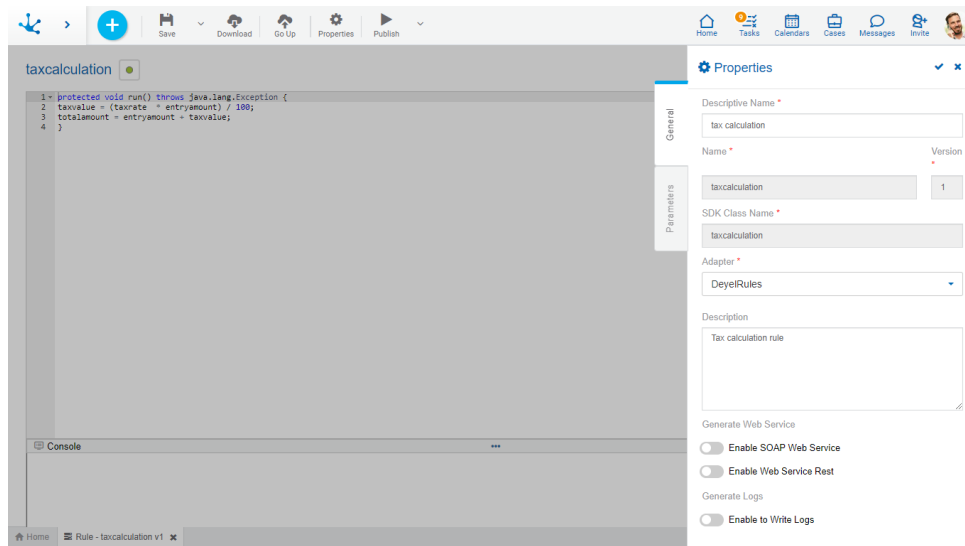 Save
Download
Go Up
Properties
Publish
Home
9
Tasks
Calendars
Cases
Messages
Invite
taxcalculation
1 protected void run() throws java.lang.Exception {
2 taxvalue = (taxrate * entryamount) / 100;
3 totalamount = entryamount + taxvalue;
4 }
General
Parameters
Properties
Descriptive Name *
tax calculation
Name *
Version *
taxcalculation
1
SDK Class Name *
taxcalculation
Adapter *
DeyelRules
Description
Tax calculation rule
Generate Web Service
Enable SOAP Web Service
Enable Web Service Rest
Generate Logs
Enable to Write Logs
Console
Home
Rule - taxcalculation v1